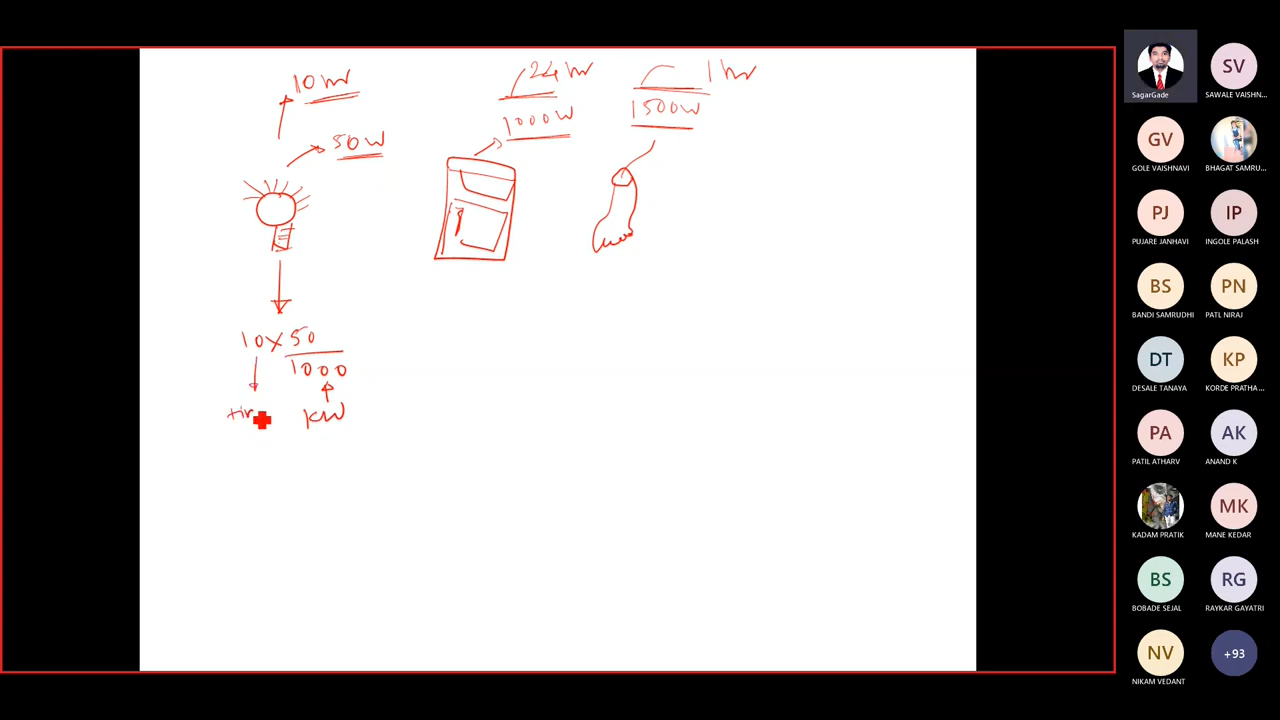 10 hr
24 hr
1 hr
50 W
1000W
1500W
10 X 50
1000
tim
KW
SagarGade
SV
SAWALE VAISHN...
GV
GOLE VAISHNAVI
BHAGAT SAMRU...
PJ
PUJARE JANHAVI
IP
INGOLE PALASH
BS
BANDI SAMRUDHI
PN
PATL NIRAJ
DT
DESALE TANAYA
KP
KORDE PRATHA...
PA
PATIL ATHARV
AK
ANAND K
KADAM PRATIK
MK
MANE KEDAR
BS
BOBADE SEJAL
RG
RAYKAR GAYATRI
NV
NIKAM VEDANT
+93